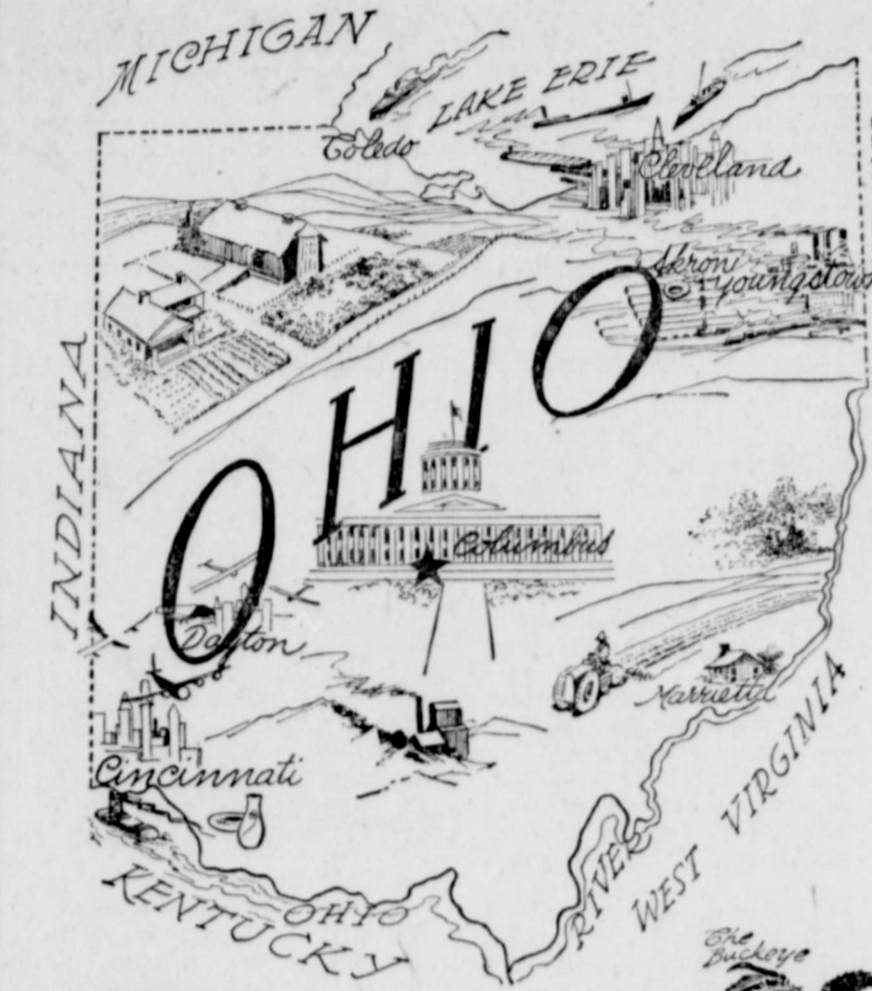 MICHIGAN
LAKE ERIE
Toledo
Cleveland
Akron
Youngstown
OHIO
INDIANA
Columbus
Dayton
Marrietta
Cincinnati
WEST VIRGINIA
KENTUCKY
OHIO
RIVER
The
Buckeye